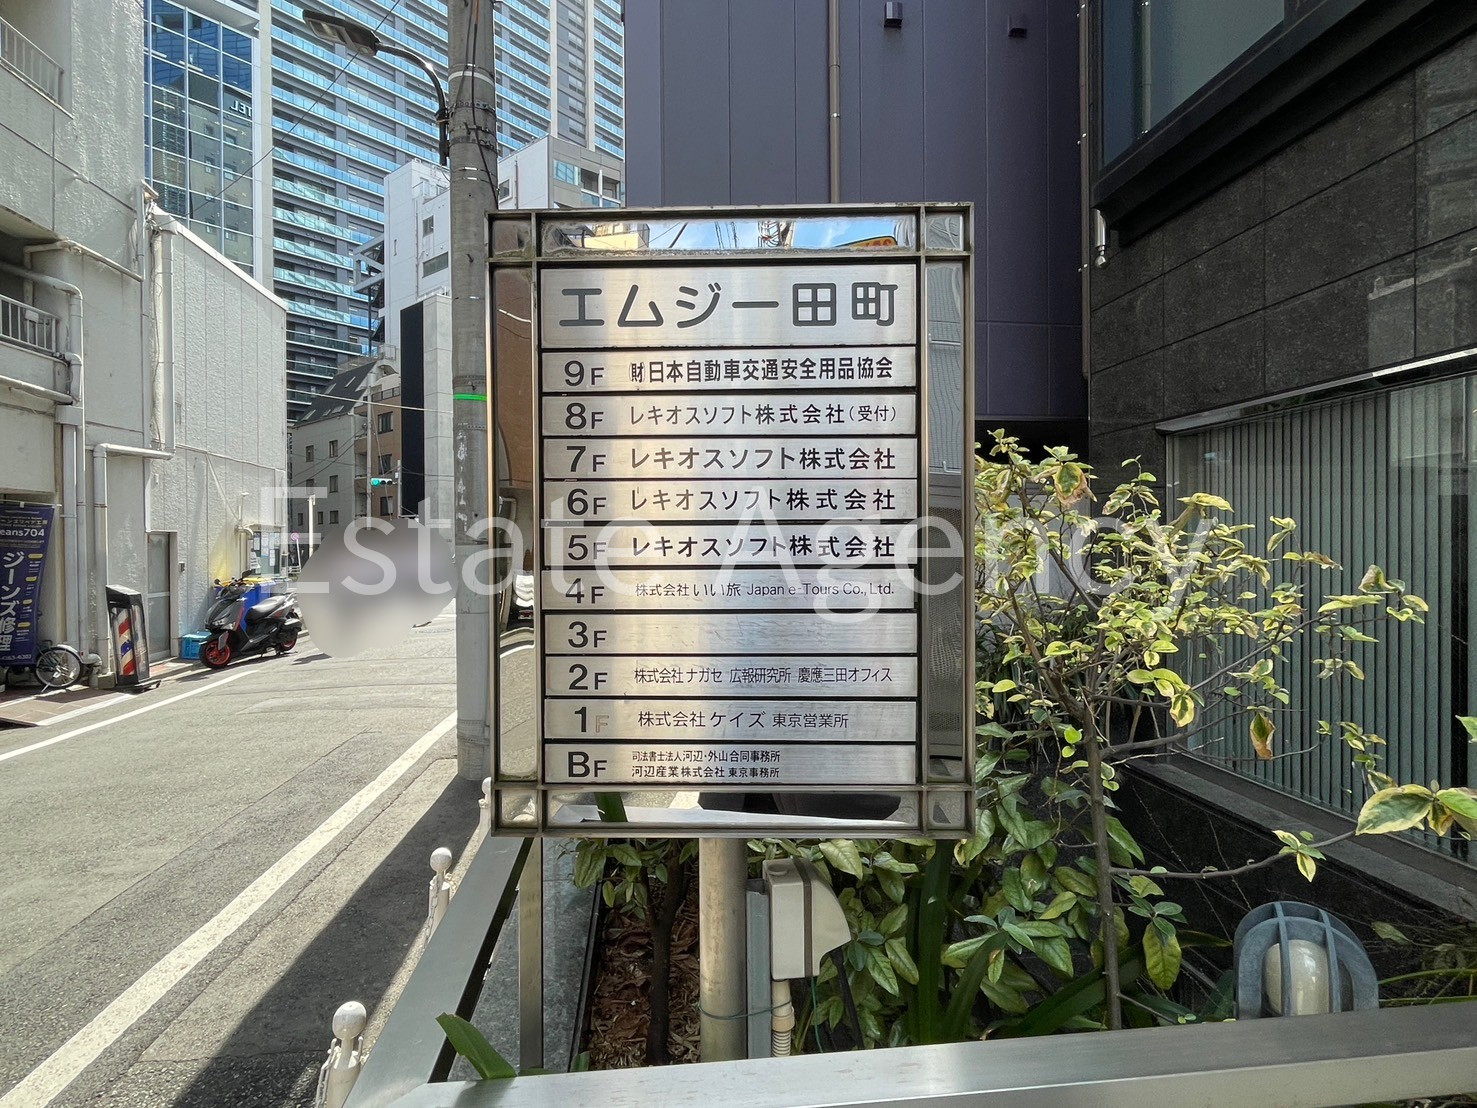 エムジー田町
9F 財日本自動車交通安全用品協会
8F レキオスソフト株式会社(受付)
7F レキオスソフト株式会社
6F レキオスソフト株式会社
5F レキオスソフト株式会社
4F 株式会社いい旅 Japan e-Tours Co., Ltd.
3F
2F 株式会社ナガセ 広報研究所 慶應三田オフィス
1F 株式会社ケイズ 東京営業所
BF 司法書士法人河辺・外山合同事務所
河辺産業株式会社 東京事務所
Estate Agency
eans704
ジーンズ修理